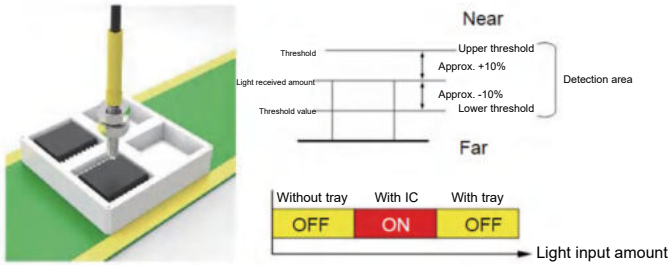 Near
Threshold
Upper threshold
Approx. +10%
Light received amount
Detection area
Approx. -10%
Threshold value
Lower threshold
Far
Without tray With IC With tray
OFF ON OFF
Light input amount